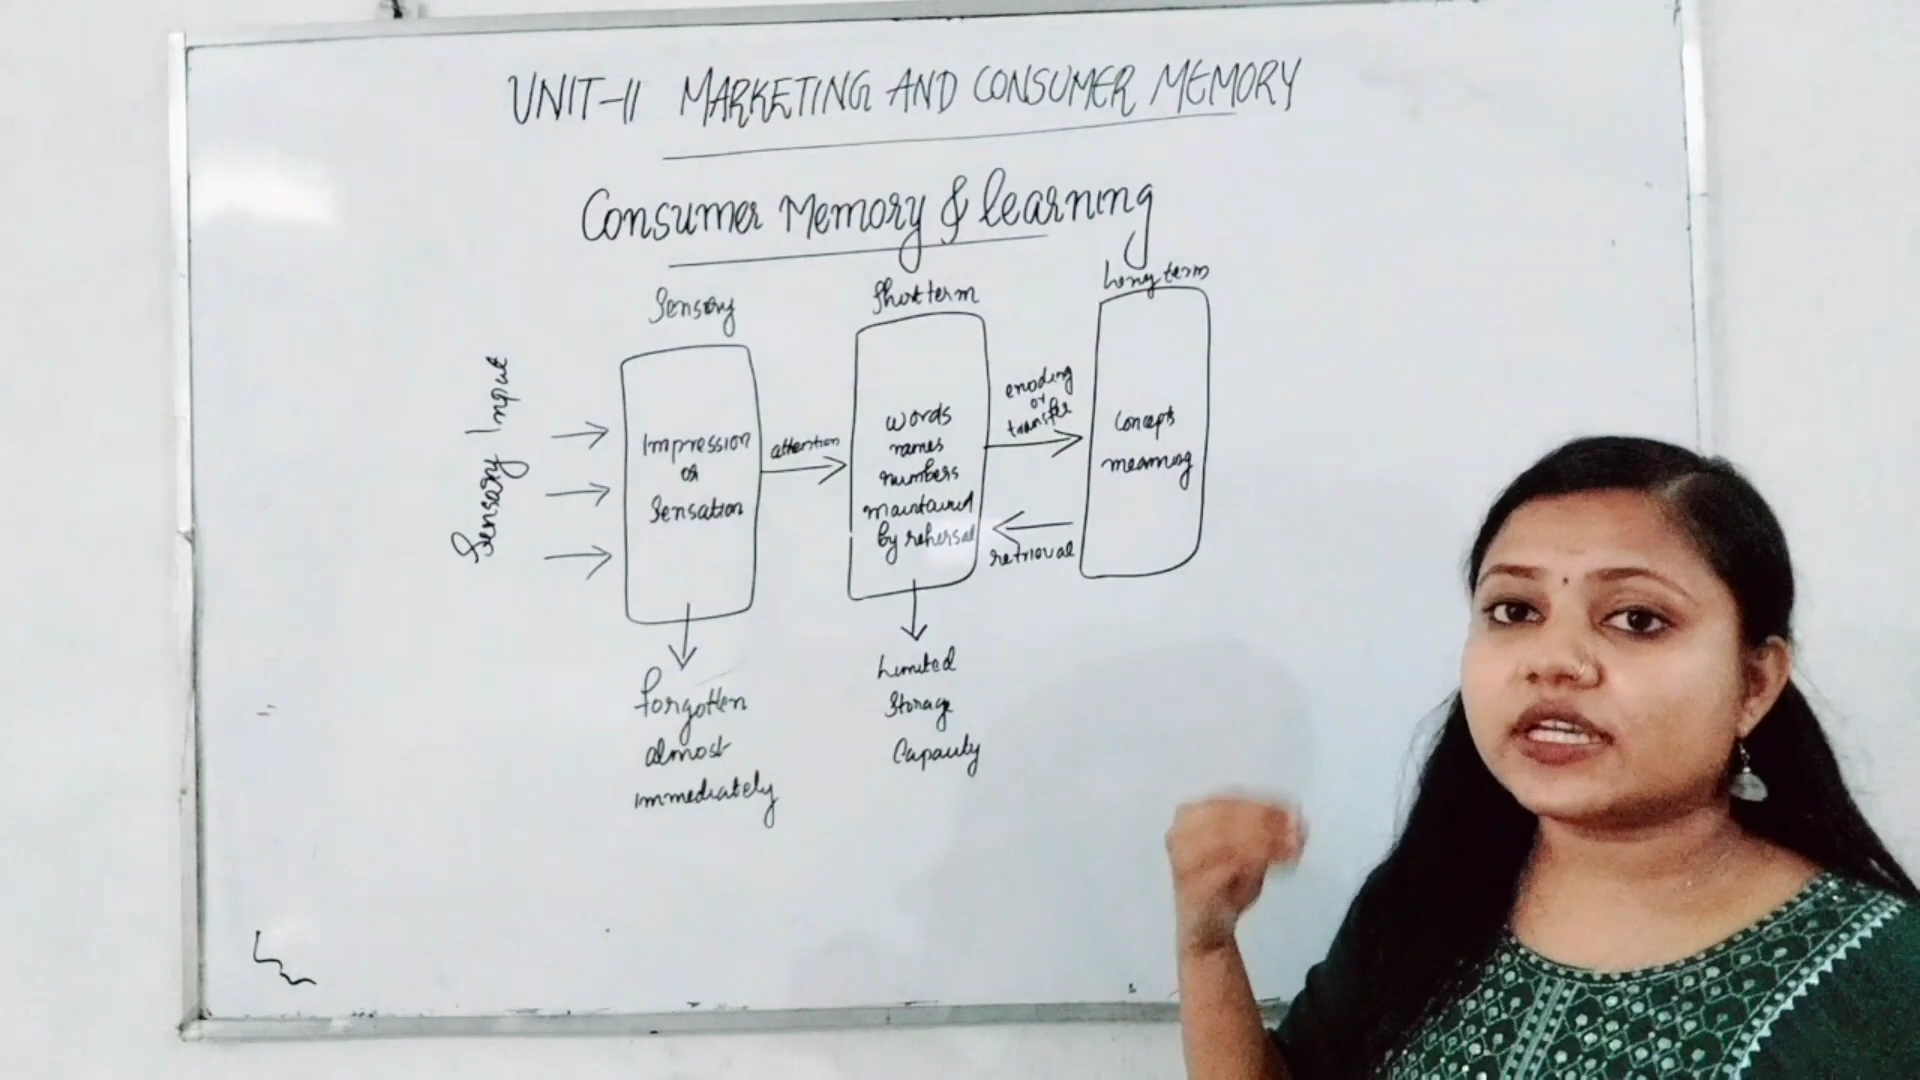 UNIT-II MARKETING AND CONSUMER MEMORY
Consumer Memory & learning
Sensory
Short term
Long term
Sensory Input
Impression
or
Sensation
attention
words
names
numbers
maintained
by rehersal
enoding
or
transfer
retrieval
Concepts
meaning
Forgotten
almost
immediately
Limited
Storage
Capacity